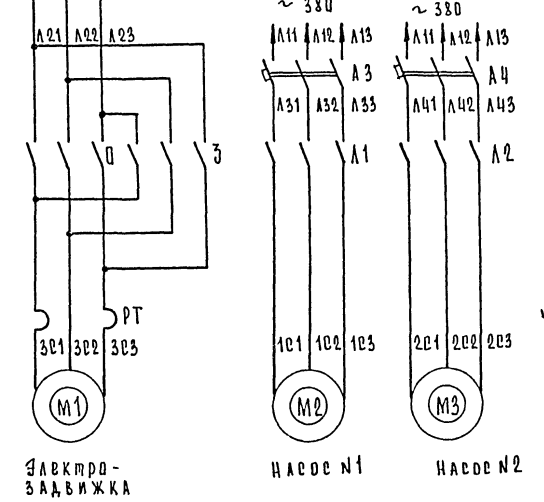 ~ 380
~ 380
Л21 Л22 Л23
Л11 Л12 Л13
Л11 Л12 Л13
А3
А4
Л31 Л32 Л33
Л41 Л42 Л43
О
З
Л1
Л2
РТ
3С1 3С2 3С3
1С1 1С2 1С3
2С1 2С2 2С3
М1
М2
М3
Электро-
ЗАДВИЖКА
НАСОС N1
НАСОС N2